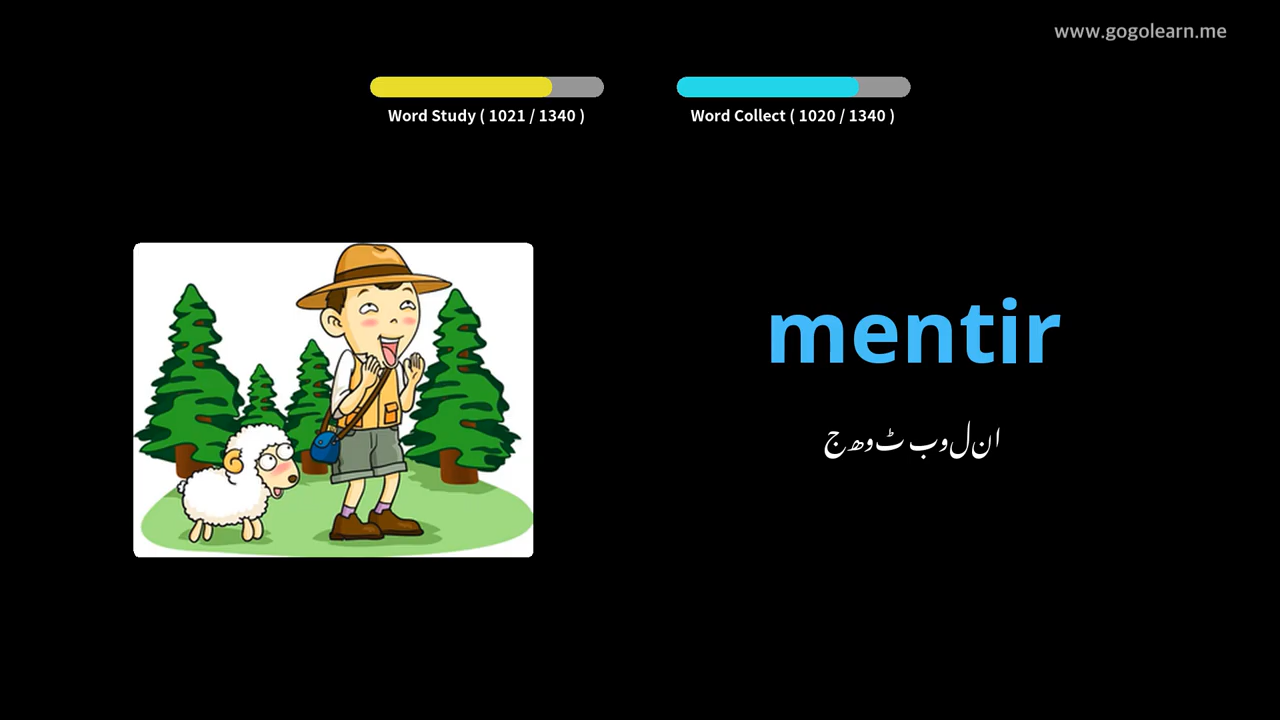 www.gogolearn.me
Word Study ( 1021 / 1340 )
Word Collect ( 1020 / 1340 )
mentir
جھوٹ بولنا